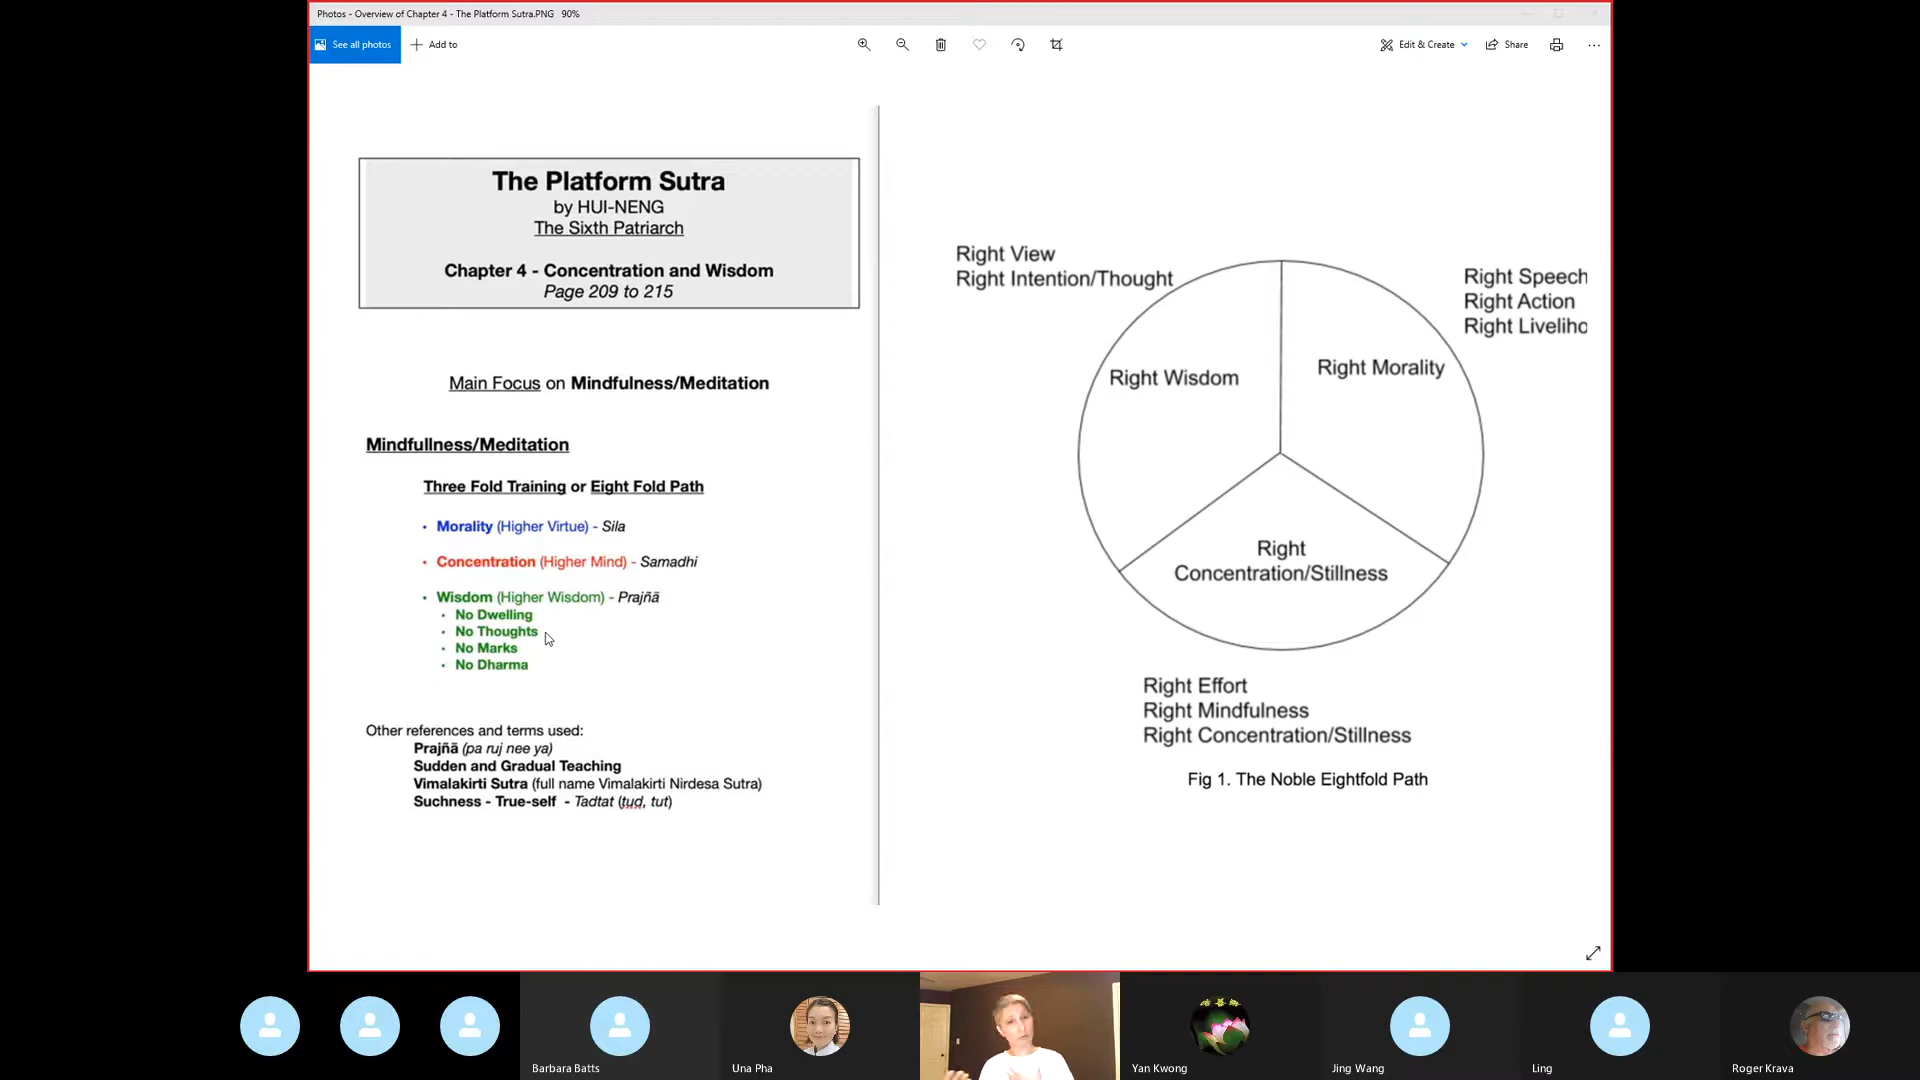 Photos - Overview of Chapter 4 - The Platform Sutra.PNG 90%
See all photos
Add to
Edit & Create
Share
The Platform Sutra
by HUI-NENG
The Sixth Patriarch
Chapter 4 - Concentration and Wisdom
Page 209 to 215
Main Focus on Mindfulness/Meditation
Mindfullness/Meditation
Three Fold Training or Eight Fold Path
• Morality (Higher Virtue) - Sila
• Concentration (Higher Mind) - Samadhi
• Wisdom (Higher Wisdom) - Prajñā
• No Dwelling
• No Thoughts
• No Marks
• No Dharma
Other references and terms used:
Prajñā (pa ruj nee ya)
Sudden and Gradual Teaching
Vimalakirti Sutra (full name Vimalakirti Nirdesa Sutra)
Suchness - True-self - Tadtat (tud, tut)
Right View
Right Intention/Thought
Right Speech
Right Action
Right Liveliho
Right Wisdom
Right Morality
Right
Concentration/Stillness
Right Effort
Right Mindfulness
Right Concentration/Stillness
Fig 1. The Noble Eightfold Path
Barbara Batts
Una Pha
Yan Kwong
Jing Wang
Ling
Roger Krava